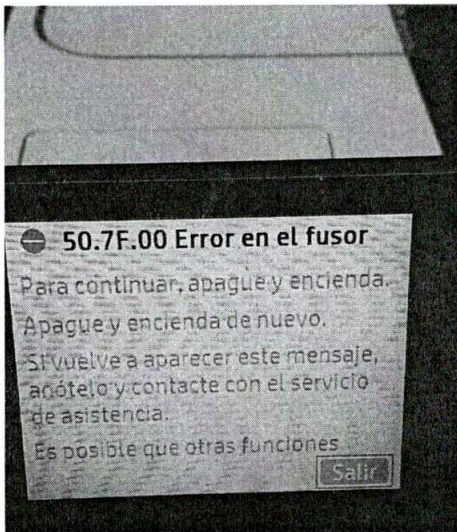 50.7F.00 Error en el fusor
Para continuar, apague y encienda.
Apague y encienda de nuevo.
Si vuelve a aparecer este mensaje,
anótelo y contacte con el servicio
de asistencia.
Es posible que otras funciones
Salir